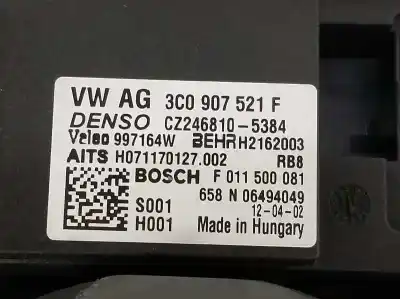 VW AG 3C0 907 521 F
DENSO CZ246810-5384
Valeo 997164W BEHR H2162003
AITS H071170127.002 RB8
BOSCH F 011 500 081
658 N 06494049
S001 12-04-02
H001 Made in Hungary